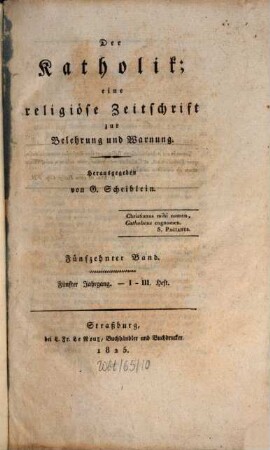 Der
Katholik;
eine
religiöse Zeitschrift
zur
Belehrung und Warnung.
Herausgegeben
von G. Scheiblein.
Christianus mihi nomen,
Catholicus cognomen.
S. PACIANUS.
Fünfzehnter Band.
Fünfter Jahrgang. — I - III. Heft.
Straßburg,
bei L. Fr. Le Roux, Buchhändler und Buchdrucker.
1825.